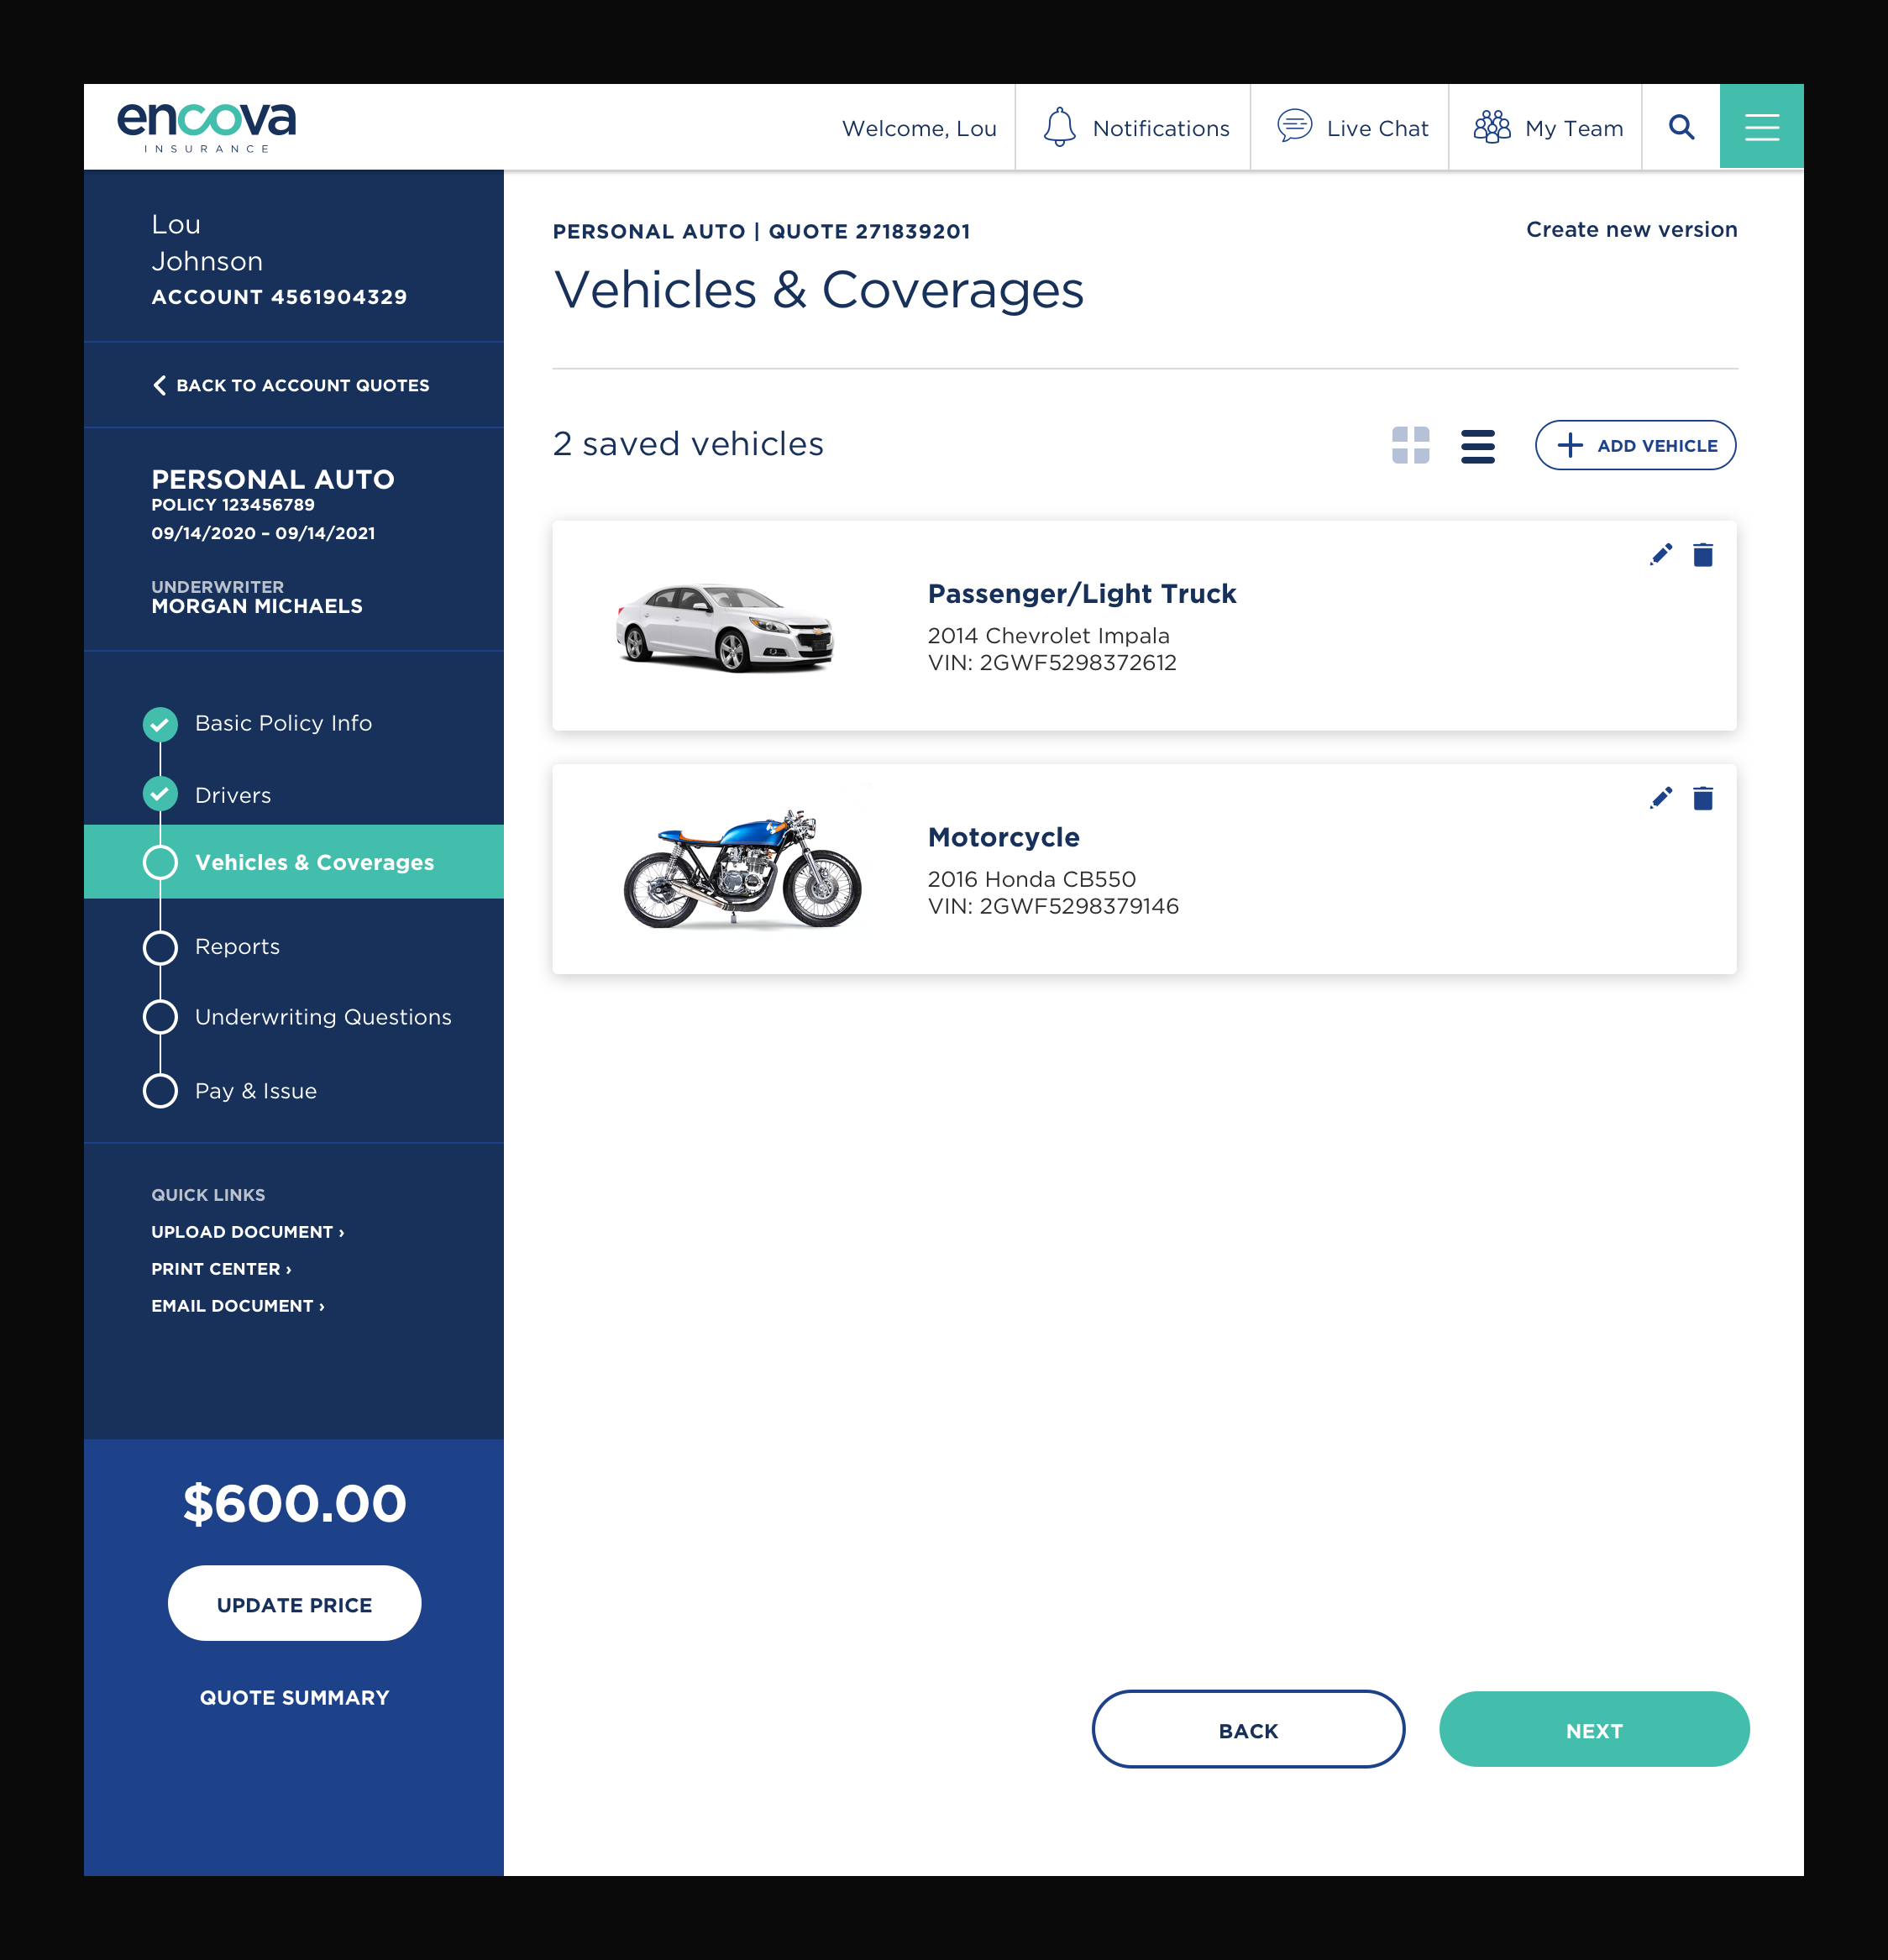 encova
INSURANCE
Welcome, Lou
Notifications
Live Chat
My Team
Lou
Johnson
ACCOUNT 4561904329
BACK TO ACCOUNT QUOTES
PERSONAL AUTO
POLICY 123456789
09/14/2020 – 09/14/2021
UNDERWRITER
MORGAN MICHAELS
Basic Policy Info
Drivers
Vehicles & Coverages
Reports
Underwriting Questions
Pay & Issue
QUICK LINKS
UPLOAD DOCUMENT ›
PRINT CENTER ›
EMAIL DOCUMENT ›
$600.00
UPDATE PRICE
QUOTE SUMMARY
PERSONAL AUTO | QUOTE 271839201
Create new version
Vehicles & Coverages
2 saved vehicles
ADD VEHICLE
Passenger/Light Truck
2014 Chevrolet Impala
VIN: 2GWF5298372612
Motorcycle
2016 Honda CB550
VIN: 2GWF5298379146
BACK
NEXT